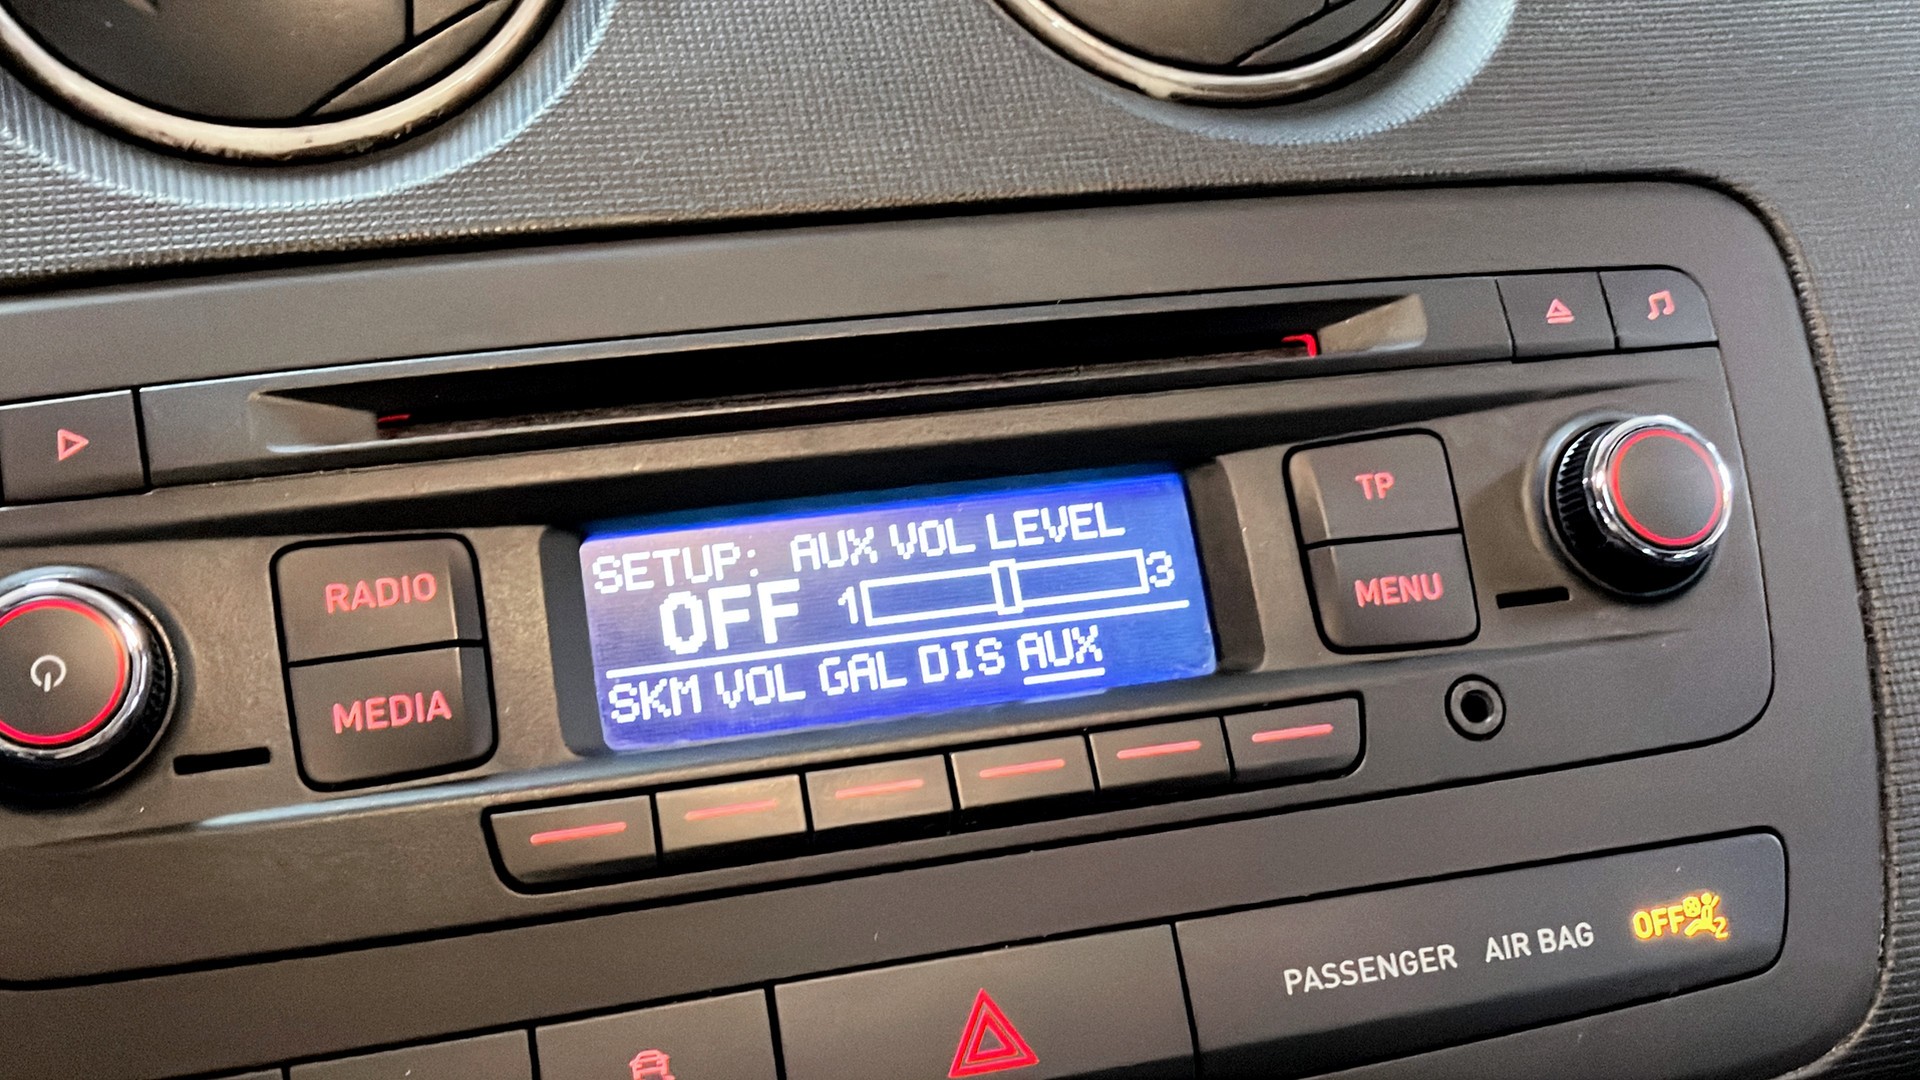 RADIO
MEDIA
SETUP: AUX VOL LEVEL
OFF 1 3
SKM VOL GAL DIS AUX
TP
MENU
PASSENGER AIR BAG OFF 2